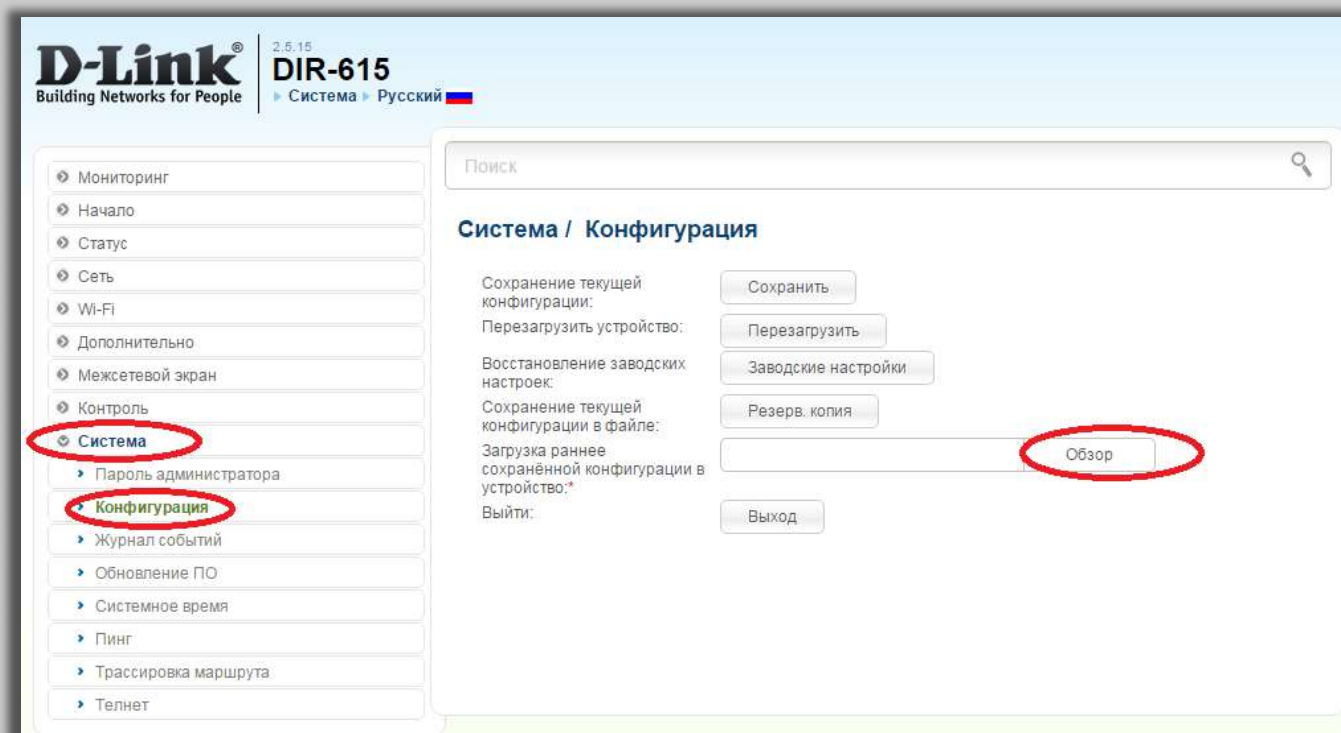 D-Link®
Building Networks for People
2.5.15
DIR-615
Система Русский
Мониторинг
Начало
Статус
Сеть
Wi-Fi
Дополнительно
Межсетевой экран
Контроль
Система
Пароль администратора
Конфигурация
Журнал событий
Обновление ПО
Системное время
Пинг
Трассировка маршрута
Телнет
Поиск
Система / Конфигурация
Сохранение текущей
конфигурации:
Сохранить
Перезагрузить устройство:
Перезагрузить
Восстановление заводских
настроек:
Заводские настройки
Сохранение текущей
конфигурации в файле:
Резерв. копия
Загрузка раннее
сохранённой конфигурации в
устройство:*
Обзор
Выйти:
Выход